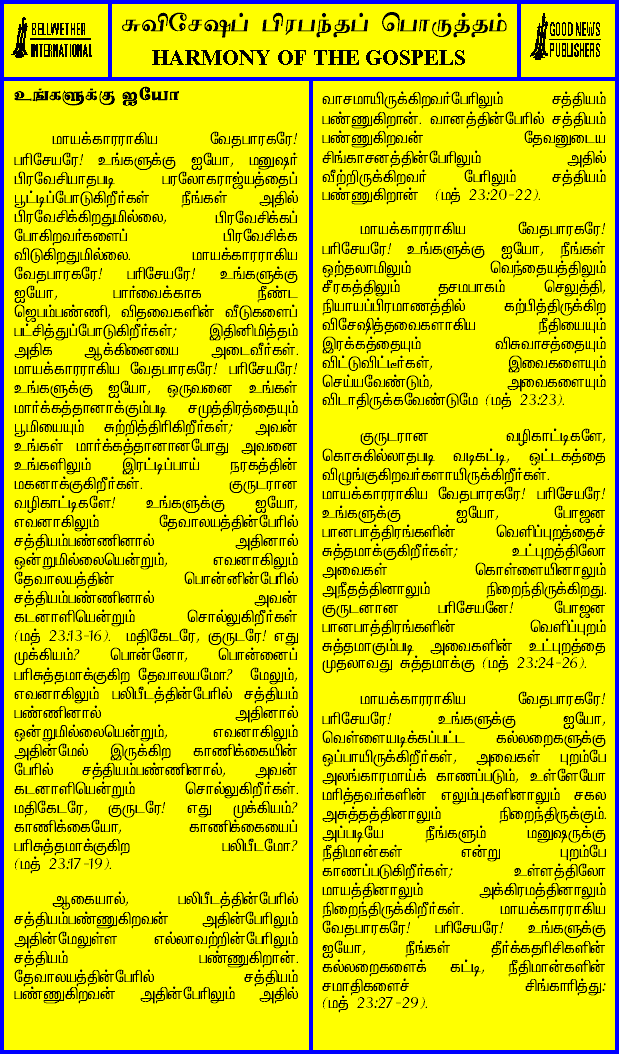 BELLWETHER
INTERNATIONAL
சுவிசேஷப் பிரபந்தப் பொருத்தம்
HARMONY OF THE GOSPELS
GOOD NEWS
PUBLISHERS
உங்களுக்கு ஐயோ
மாயக்காரராகிய வேதபாரகரே!
பரிசேயரே! உங்களுக்கு ஐயோ, மனுஷர்
பிரவேசியாதபடி பரலோகராஜ்யத்தைப்
பூட்டிப்போடுகிறீர்கள் நீங்கள் அதில்
பிரவேசிக்கிறதுமில்லை, பிரவேசிக்கப்
போகிறவர்களைப் பிரவேசிக்க
விடுகிறதுமில்லை. மாயக்காரராகிய
வேதபாரகரே! பரிசேயரே! உங்களுக்கு
ஐயோ, பார்வைக்காக நீண்ட
ஜெபம்பண்ணி, விதவைகளின் வீடுகளைப்
பட்சித்துப்போடுகிறீர்கள்; இதினிமித்தம்
அதிக ஆக்கினையை அடைவீர்கள்.
மாயக்காரராகிய வேதபாரகரே! பரிசேயரே!
உங்களுக்கு ஐயோ, ஒருவனை உங்கள்
மார்க்கத்தானாக்கும்படி சமுத்திரத்தையும்
பூமியையும் சுற்றித்திரிகிறீர்கள்; அவன்
உங்கள் மார்க்கத்தானானபோது அவனை
உங்களிலும் இரட்டிப்பாய் நரகத்தின்
மகனாக்குகிறீர்கள். குருடரான
வழிகாட்டிகளே! உங்களுக்கு ஐயோ,
எவனாகிலும் தேவாலயத்தின்பேரில்
சத்தியம்பண்ணினால் அதினால்
ஒன்றுமில்லையென்றும், எவனாகிலும்
தேவாலயத்தின் பொன்னின்பேரில்
சத்தியம்பண்ணினால் அவன்
கடனாளியென்றும் சொல்லுகிறீர்கள்
(மத் 23:13-16). மதிகேடரே, குருடரே! எது
முக்கியம்? பொன்னோ, பொன்னைப்
பரிசுத்தமாக்குகிற தேவாலயமோ? மேலும்,
எவனாகிலும் பலிபீடத்தின்பேரில் சத்தியம்
பண்ணினால் அதினால்
ஒன்றுமில்லையென்றும், எவனாகிலும்
அதின்மேல் இருக்கிற காணிக்கையின்
பேரில் சத்தியம்பண்ணினால், அவன்
கடனாளியென்றும் சொல்லுகிறீர்கள்.
மதிகேடரே, குருடரே! எது முக்கியம்?
காணிக்கையோ, காணிக்கையைப்
பரிசுத்தமாக்குகிற பலிபீடமோ?
(மத் 23:17-19).
ஆகையால், பலிபீடத்தின்பேரில்
சத்தியம்பண்ணுகிறவன் அதின்பேரிலும்
அதின்மேலுள்ள எல்லாவற்றின்பேரிலும்
சத்தியம் பண்ணுகிறான்.
தேவாலயத்தின்பேரில் சத்தியம்
பண்ணுகிறவன் அதின்பேரிலும் அதில்
வாசமாயிருக்கிறவர்பேரிலும் சத்தியம்
பண்ணுகிறான். வானத்தின்பேரில் சத்தியம்
பண்ணுகிறவன் தேவனுடைய
சிங்காசனத்தின்பேரிலும் அதில்
வீற்றிருக்கிறவர் பேரிலும் சத்தியம்
பண்ணுகிறான் (மத் 23:20-22).
மாயக்காரராகிய வேதபாரகரே!
பரிசேயரே! உங்களுக்கு ஐயோ, நீங்கள்
ஒற்தலாமிலும் வெந்தையத்திலும்
சீரகத்திலும் தசமபாகம் செலுத்தி,
நியாயப்பிரமாணத்தில் கற்பித்திருக்கிற
விசேஷித்தவைகளாகிய நீதியையும்
இரக்கத்தையும் விசுவாசத்தையும்
விட்டுவிட்டீர்கள், இவைகளையும்
செய்யவேண்டும், அவைகளையும்
விடாதிருக்கவேண்டுமே (மத் 23:23).
குருடரான வழிகாட்டிகளே,
கொசுகில்லாதபடி வடிகட்டி, ஒட்டகத்தை
விழுங்குகிறவர்களாயிருக்கிறீர்கள்.
மாயக்காரராகிய வேதபாரகரே! பரிசேயரே!
உங்களுக்கு ஐயோ, போஜன
பானபாத்திரங்களின் வெளிப்புறத்தைச்
சுத்தமாக்குகிறீர்கள்; உட்புறத்திலோ
அவைகள் கொள்ளையினாலும்
அநீதத்தினாலும் நிறைந்திருக்கிறது.
குருடனான பரிசேயனே! போஜன
பானபாத்திரங்களின் வெளிப்புறம்
சுத்தமாகும்படி அவைகளின் உட்புறத்தை
முதலாவது சுத்தமாக்கு (மத் 23:24-26).
மாயக்காரராகிய வேதபாரகரே!
பரிசேயரே! உங்களுக்கு ஐயோ,
வெள்ளையடிக்கப்பட்ட கல்லறைகளுக்கு
ஒப்பாயிருக்கிறீர்கள், அவைகள் புறம்பே
அலங்காரமாய்க் காணப்படும், உள்ளேயோ
மரித்தவர்களின் எலும்புகளினாலும் சகல
அசுத்தத்தினாலும் நிறைந்திருக்கும்.
அப்படியே நீங்களும் மனுஷருக்கு
நீதிமான்கள் என்று புறம்பே
காணப்படுகிறீர்கள்; உள்ளத்திலோ
மாயத்தினாலும் அக்கிரமத்தினாலும்
நிறைந்திருக்கிறீர்கள். மாயக்காரராகிய
வேதபாரகரே! பரிசேயரே! உங்களுக்கு
ஐயோ, நீங்கள் தீர்க்கதரிசிகளின்
கல்லறைகளைக் கட்டி, நீதிமான்களின்
சமாதிகளைச் சிங்காரித்து:
(மத் 23:27-29).